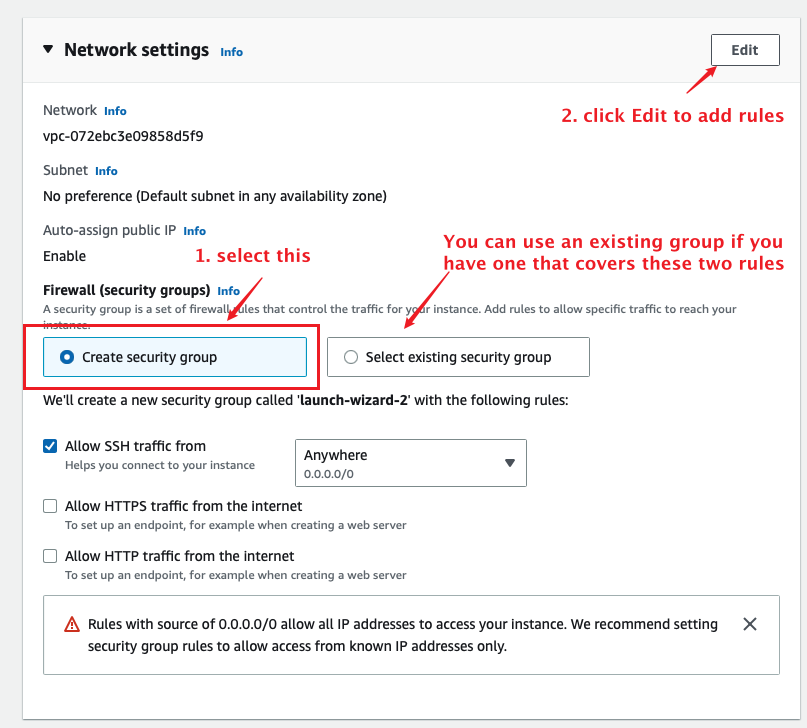 Network settings Info
Edit
2. click Edit to add rules
Network Info
vpc-072ebc3e09858d5f9
Subnet Info
No preference (Default subnet in any availability zone)
Auto-assign public IP Info
Enable
1. select this
You can use an existing group if you
have one that covers these two rules
Firewall (security groups) Info
A security group is a set of firewall rules that control the traffic for your instance. Add rules to allow specific traffic to reach your
instance.
Create security group
Select existing security group
We'll create a new security group called 'launch-wizard-2' with the following rules:
Allow SSH traffic from
Helps you connect to your instance
Anywhere
0.0.0.0/0
Allow HTTPS traffic from the internet
To set up an endpoint, for example when creating a web server
Allow HTTP traffic from the internet
To set up an endpoint, for example when creating a web server
Rules with source of 0.0.0.0/0 allow all IP addresses to access your instance. We recommend setting
security group rules to allow access from known IP addresses only.